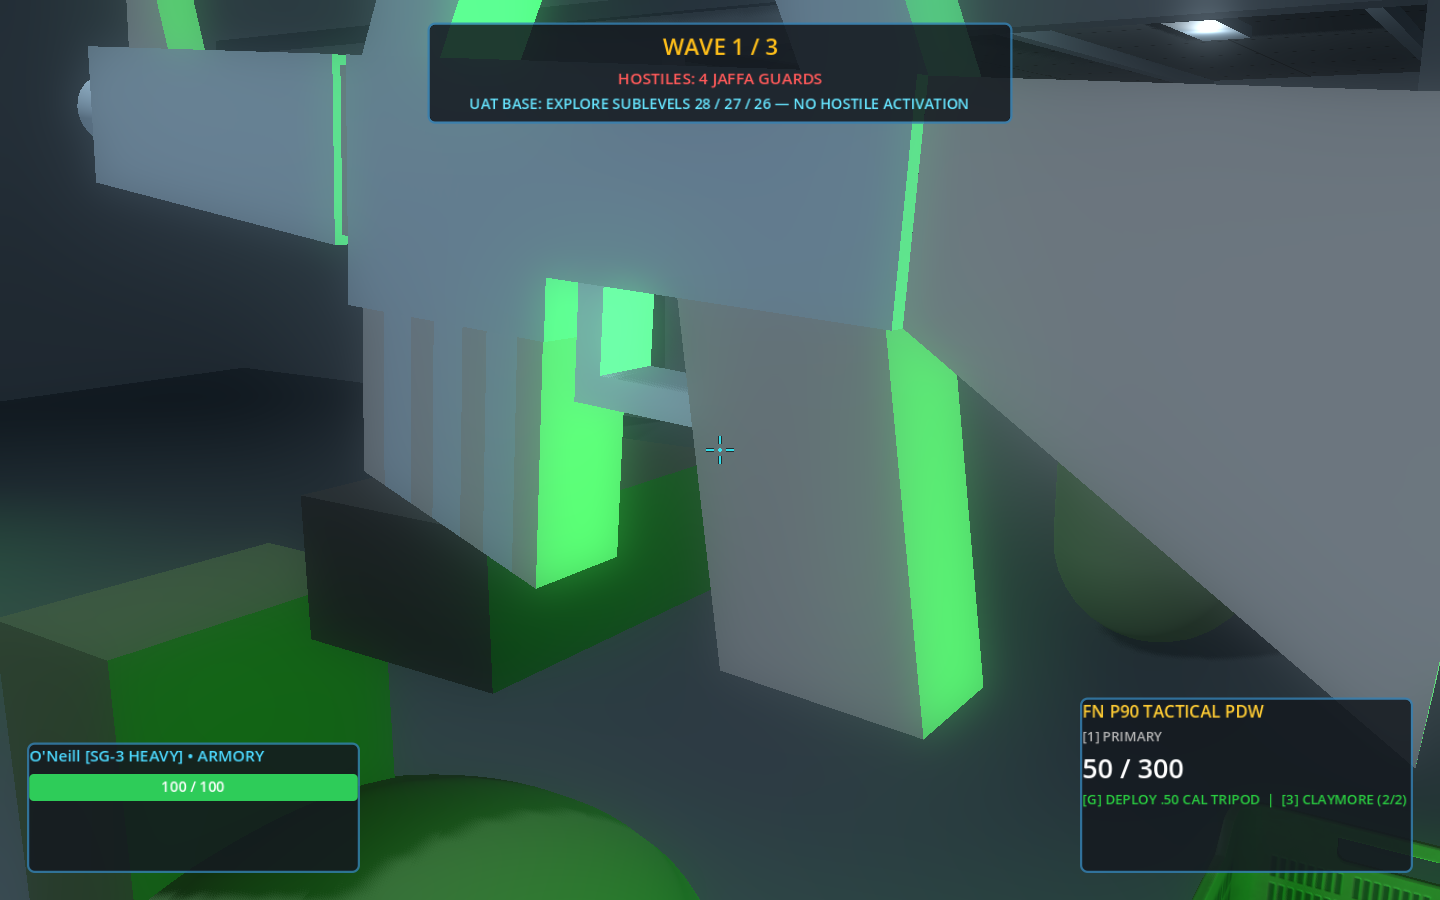 WAVE 1 / 3
HOSTILES: 4 JAFFA GUARDS
UAT BASE: EXPLORE SUBLEVELS 28 / 27 / 26 — NO HOSTILE ACTIVATION
O'Neill [SG-3 HEAVY] • ARMORY
100 / 100
FN P90 TACTICAL PDW
[1] PRIMARY
50 / 300
[G] DEPLOY .50 CAL TRIPOD | [3] CLAYMORE (2/2)